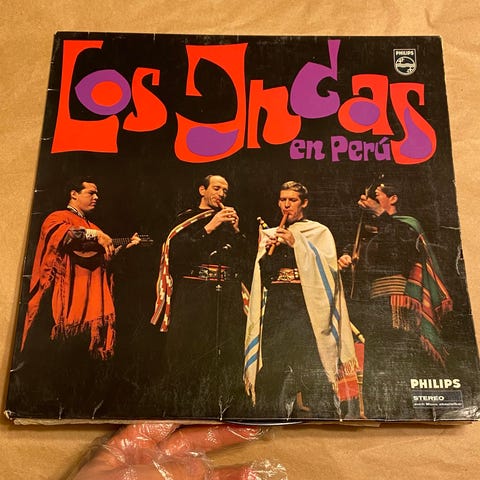 PHILIPS
Los Incas
en Perú
PHILIPS
STEREO